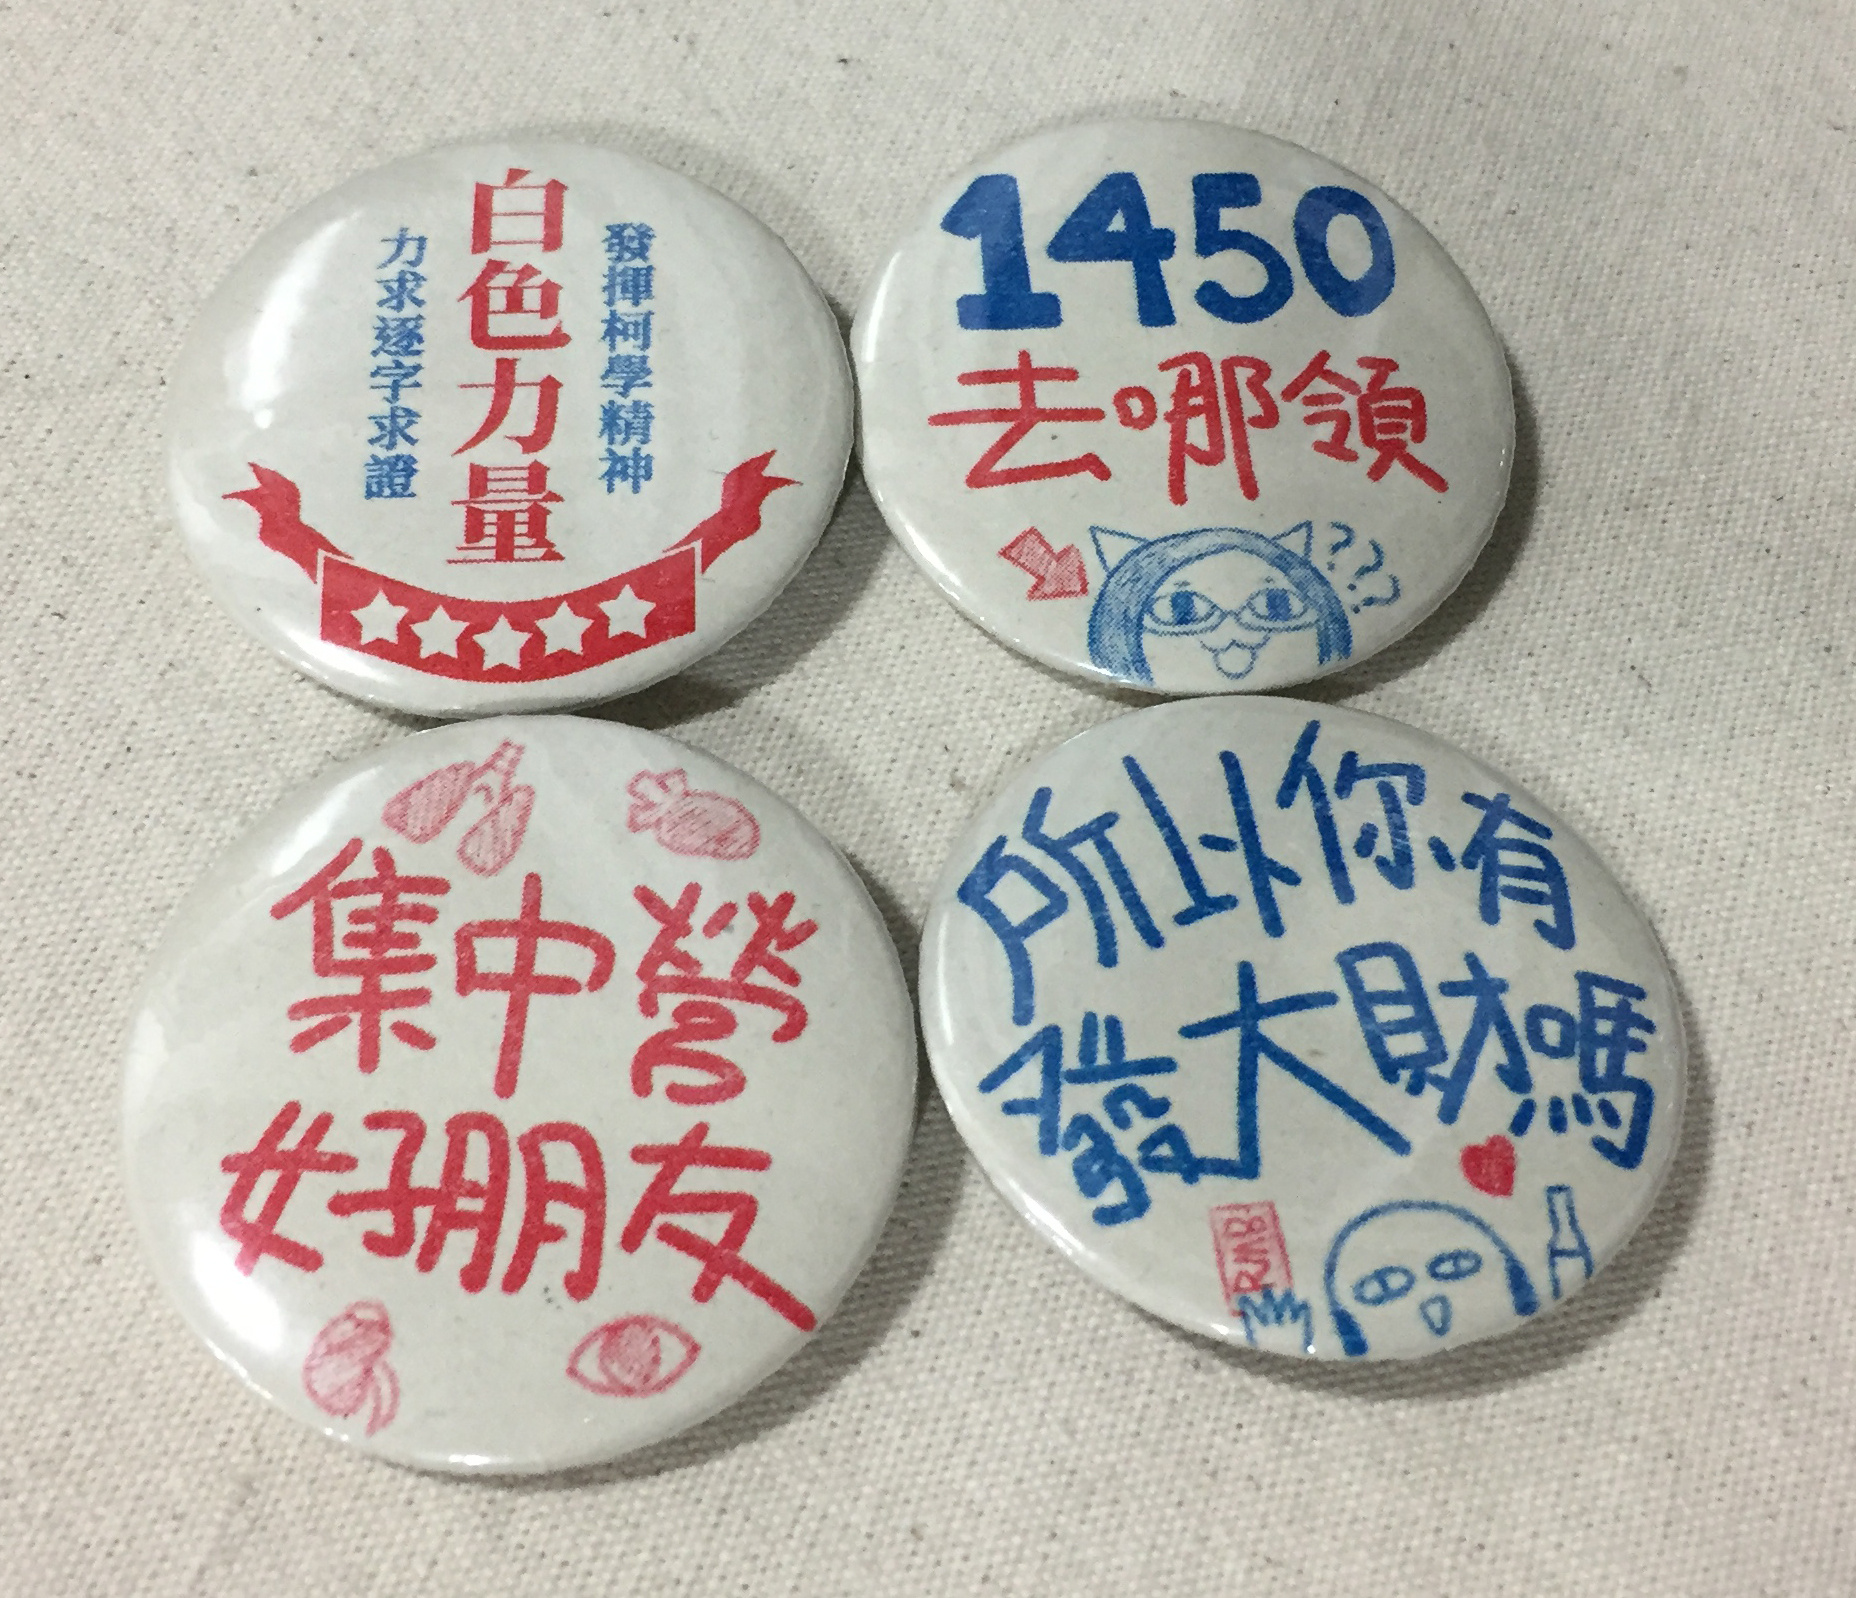 發揮柯學精神
白色力量
力求逐字求證
1450
去哪領
???
集中營
好朋友
所以你有
發大財嗎
RMB